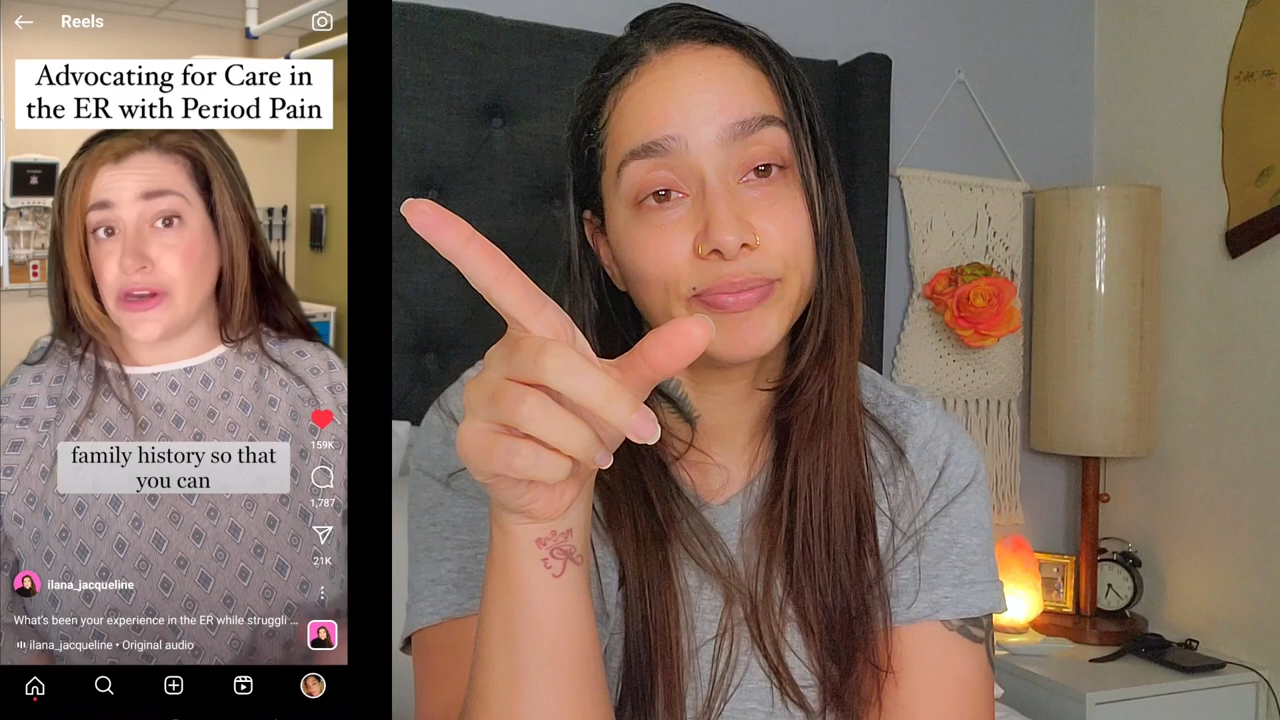 Reels
Advocating for Care in
the ER with Period Pain
family history so that
you can
159K
1,787
21K
ilana_jacqueline
What's been your experience in the ER while struggli ...
ilana_jacqueline • Original audio